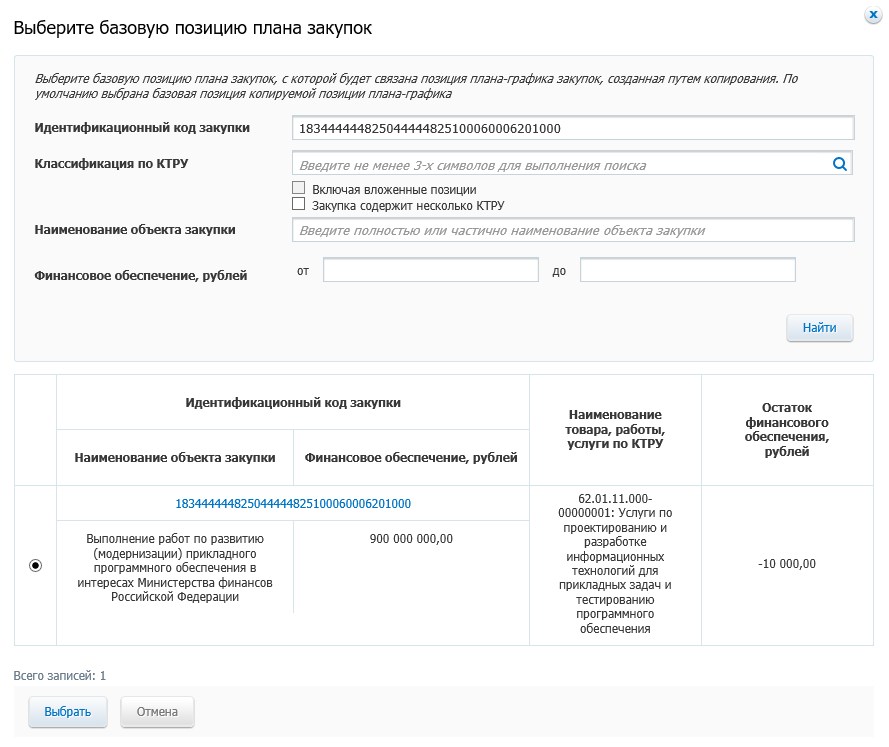 Выберите базовую позицию плана закупок
x
Выберите базовую позицию плана закупок, с которой будет связана позиция плана-графика закупок, созданная путем копирования. По
умолчанию выбрана базовая позиция копируемой позиции плана-графика
Идентификационный код закупки
183444444825044444825100060006201000
Классификация по КТРУ
Введите не менее 3-х символов для выполнения поиска
Включая вложенные позиции
Закупка содержит несколько КТРУ
Наименование объекта закупки
Введите полностью или частично наименование объекта закупки
Финансовое обеспечение, рублей
от
до
Найти
Идентификационный код закупки
Наименование объекта закупки
Финансовое обеспечение, рублей
Наименование
товара, работы,
услуги по КТРУ
Остаток
финансового
обеспечения,
рублей
183444444825044444825100060006201000
Выполнение работ по развитию
(модернизации) прикладного
программного обеспечения в
интересах Министерства финансов
Российской Федерации
900 000 000,00
62.01.11.000-
00000001: Услуги по
проектированию и
разработке
информационных
технологий для
прикладных задач и
тестированию
программного
обеспечения
-10 000,00
Всего записей: 1
Выбрать
Отмена